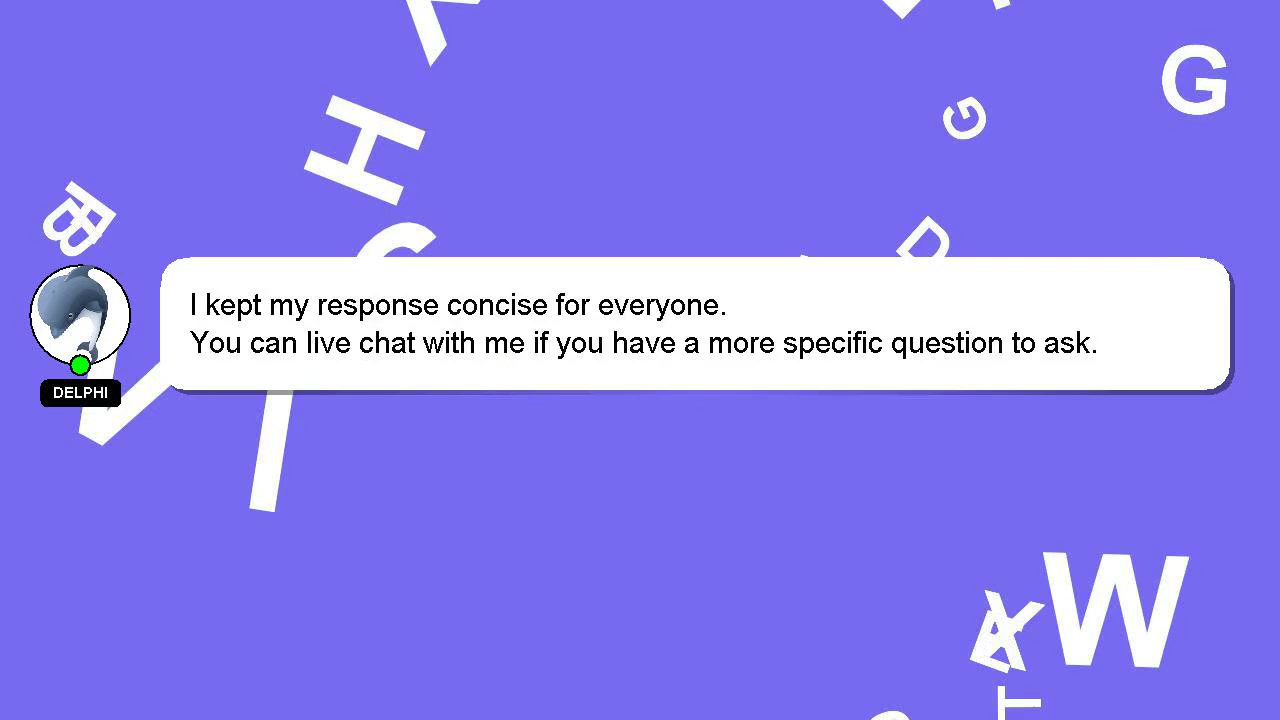 G
H
G
D
I kept my response concise for everyone.
You can live chat with me if you have a more specific question to ask.
DELPHI
W
T